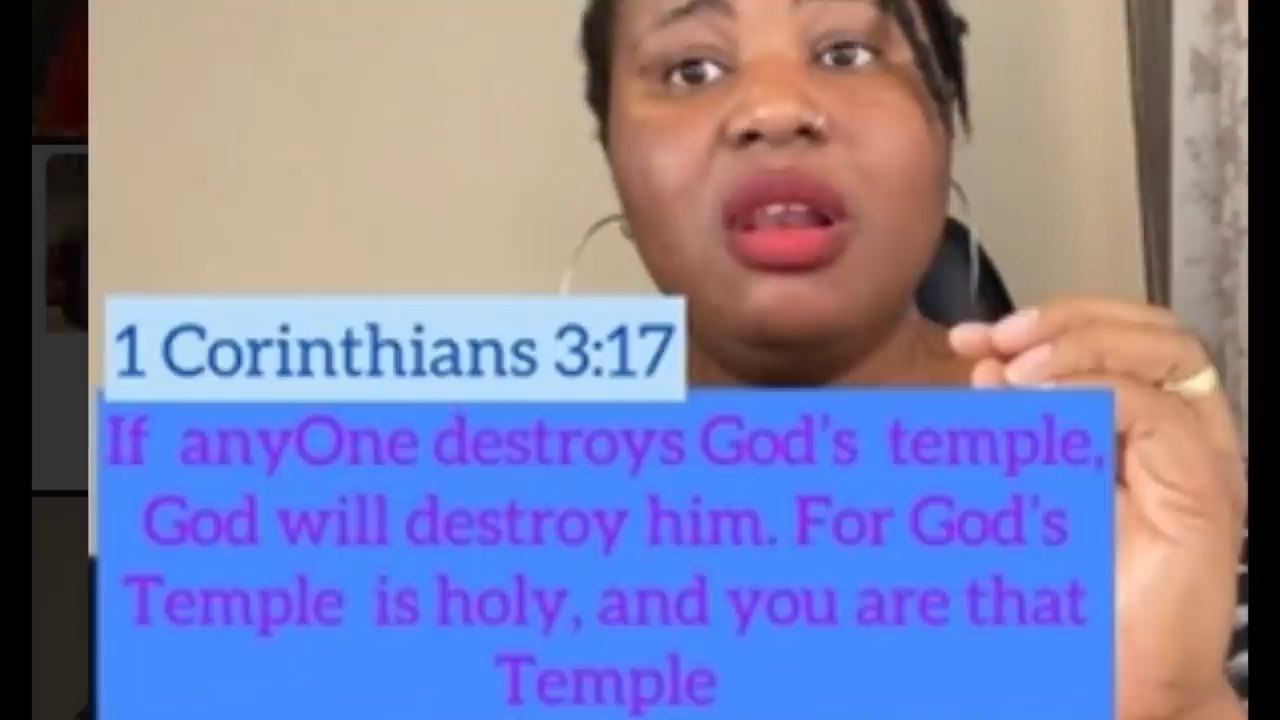 1 Corinthians 3:17
If anyOne destroys God's temple,
God will destroy him. For God's
Temple is holy, and you are that
Temple